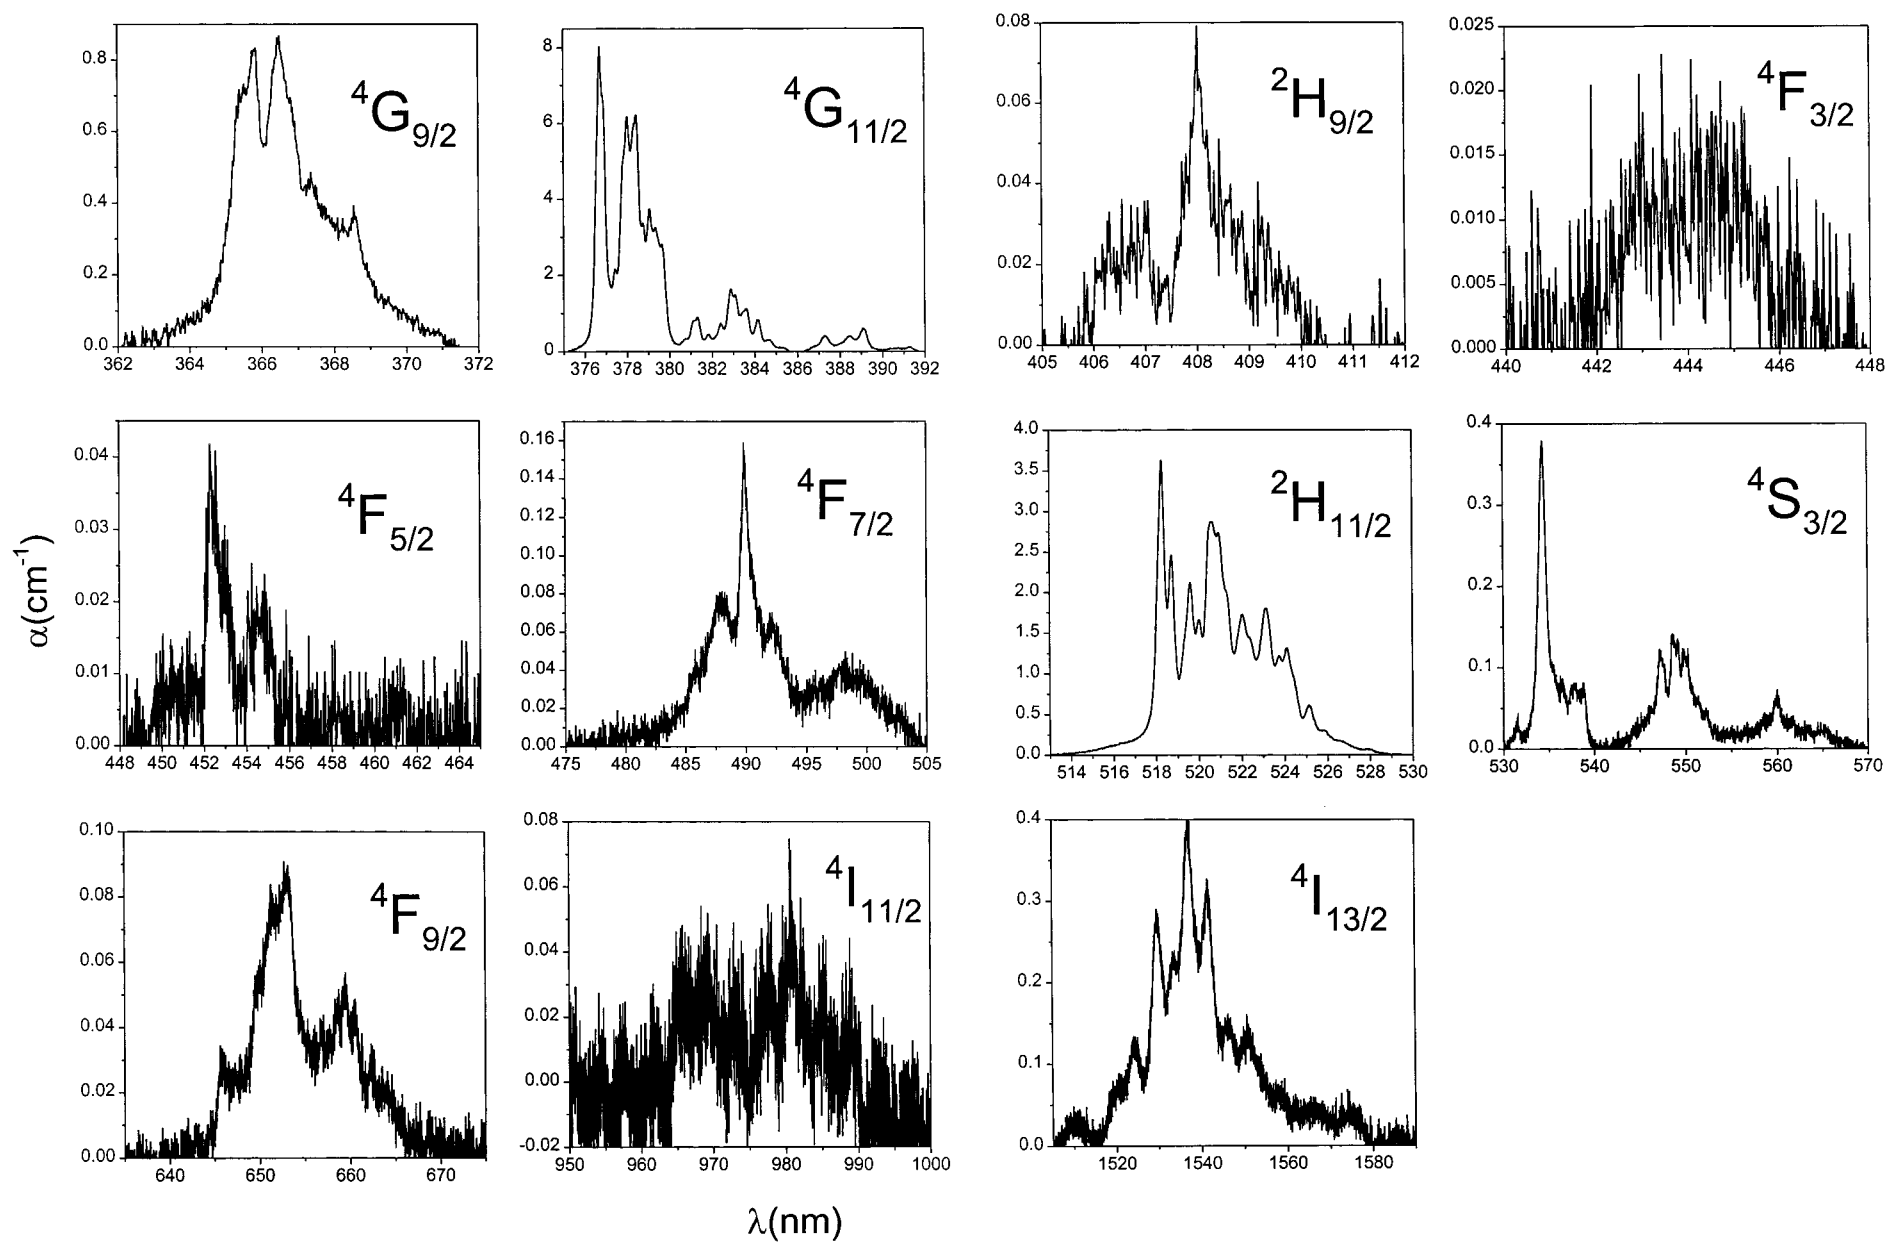 0.8
0.6
0.4
0.2
0.0
362 364 366 368 370 372
⁴G₉/₂
8
6
4
2
0
376 378 380 382 384 386 388 390 392
⁴G₁₁/₂
0.08
0.06
0.04
0.02
0.00
405 406 407 408 409 410 411 412
²H₉/₂
0.025
0.020
0.015
0.010
0.005
0.000
440 442 444 446 448
⁴F₃/₂
α(cm⁻¹)
0.04
0.03
0.02
0.01
0.00
448 450 452 454 456 458 460 462 464
⁴F₅/₂
0.16
0.14
0.12
0.10
0.08
0.06
0.04
0.02
0.00
475 480 485 490 495 500 505
⁴F₇/₂
4.0
3.5
3.0
2.5
2.0
1.5
1.0
0.5
0.0
514 516 518 520 522 524 526 528 530
²H₁₁/₂
0.4
0.3
0.2
0.1
0.0
530 540 550 560 570
⁴S₃/₂
0.10
0.08
0.06
0.04
0.02
0.00
640 650 660 670
⁴F₉/₂
0.08
0.06
0.04
0.02
0.00
-0.02
950 960 970 980 990 1000
⁴I₁₁/₂
0.4
0.3
0.2
0.1
0.0
1520 1540 1560 1580
⁴I₁₃/₂
λ(nm)